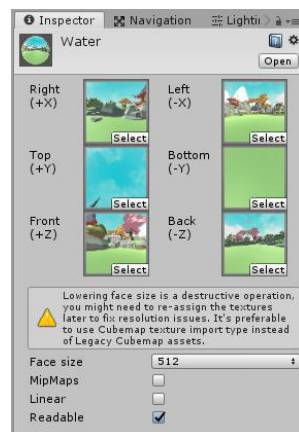 Inspector Navigation Lighti
Water
Open
Right
(+X)
Select
Left
(-X)
Select
Top
(+Y)
Select
Bottom
(-Y)
Select
Front
(+Z)
Select
Back
(-Z)
Select
Lowering face size is a destructive operation,
you might need to re-assign the textures
later to fix resolution issues. It's preferable
to use Cubemap texture import type instead
of Legacy Cubemap assets.
Face size 512
MipMaps
Linear
Readable